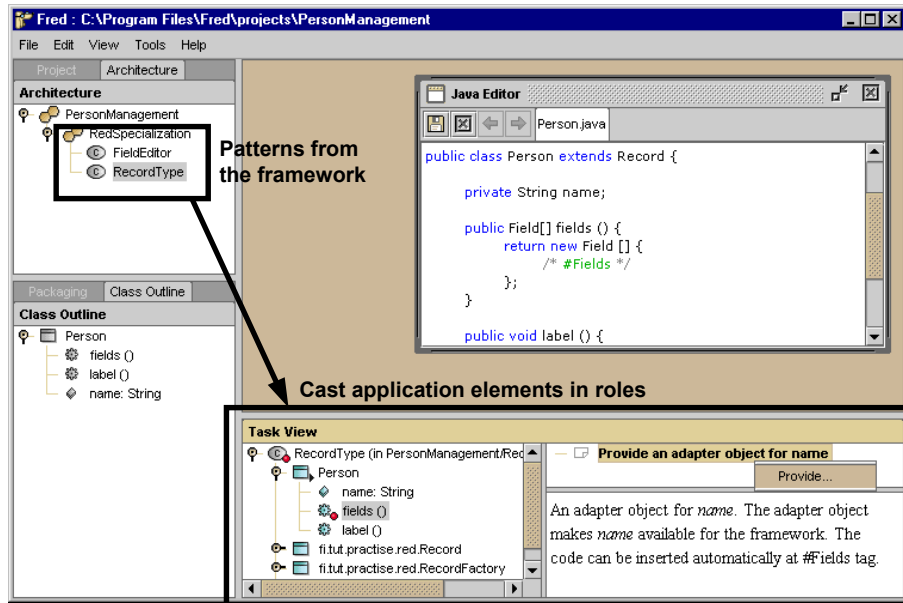 Fred : C:\Program Files\Fred\projects\PersonManagement
File Edit View Tools Help
Project Architecture
Architecture
PersonManagement
RedSpecialization
FieldEditor
RecordType
Patterns from
the framework
Java Editor
Person.java
public class Person extends Record {
private String name;
public Field[] fields () {
return new Field [] {
/* #Fields */
};
}
public void label () {
Packaging Class Outline
Class Outline
Person
fields ()
label ()
name: String
Cast application elements in roles
Task View
RecordType (in PersonManagement/Rec
Person
name: String
fields ()
label ()
fi.tut.practise.red.Record
fi.tut.practise.red.RecordFactory
Provide an adapter object for name
Provide...
An adapter object for name. The adapter object
makes name available for the framework. The
code can be inserted automatically at #Fields tag.